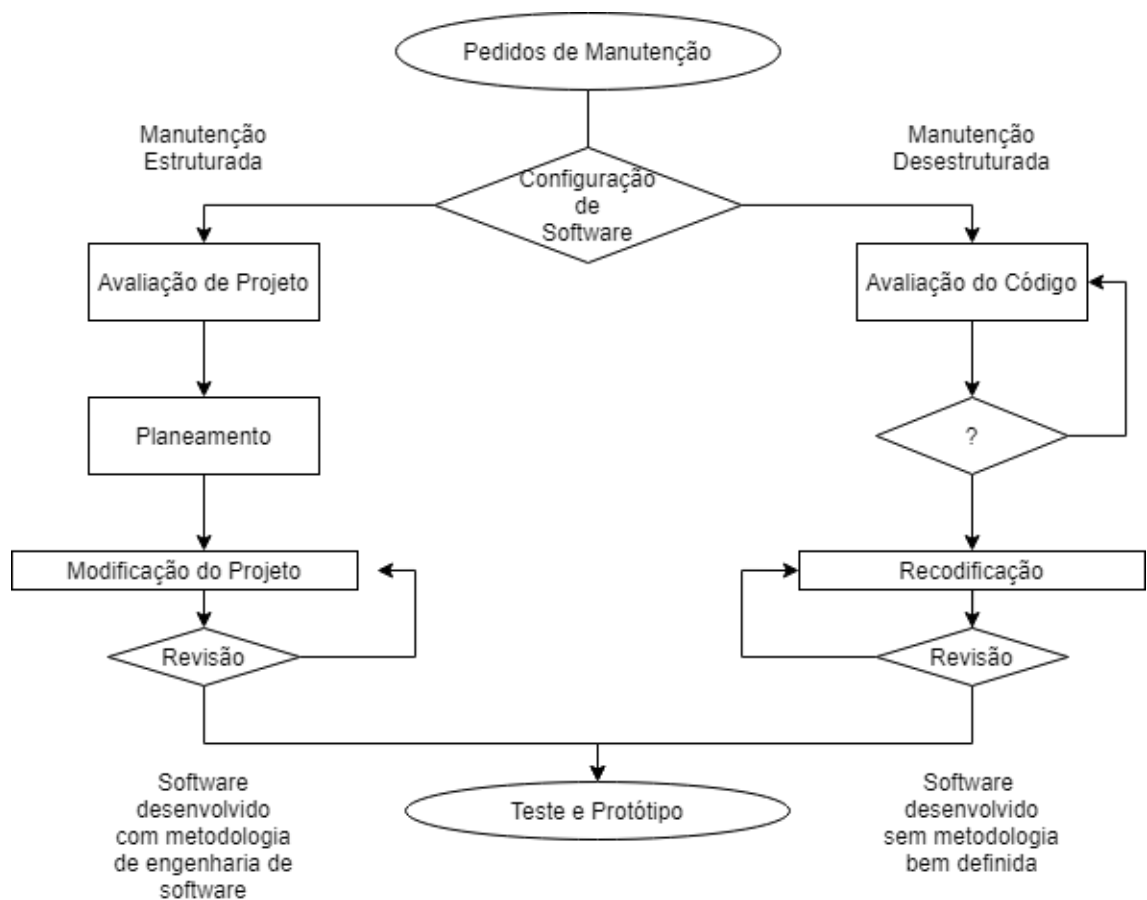 Pedidos de Manutenção
Manutenção
Estruturada
Manutenção
Desestruturada
Configuração
de
Software
Avaliação de Projeto
Avaliação do Código
Planeamento
?
Modificação do Projeto
Recodificação
Revisão
Revisão
Software
desenvolvido
com metodologia
de engenharia de
software
Teste e Protótipo
Software
desenvolvido
sem metodologia
bem definida